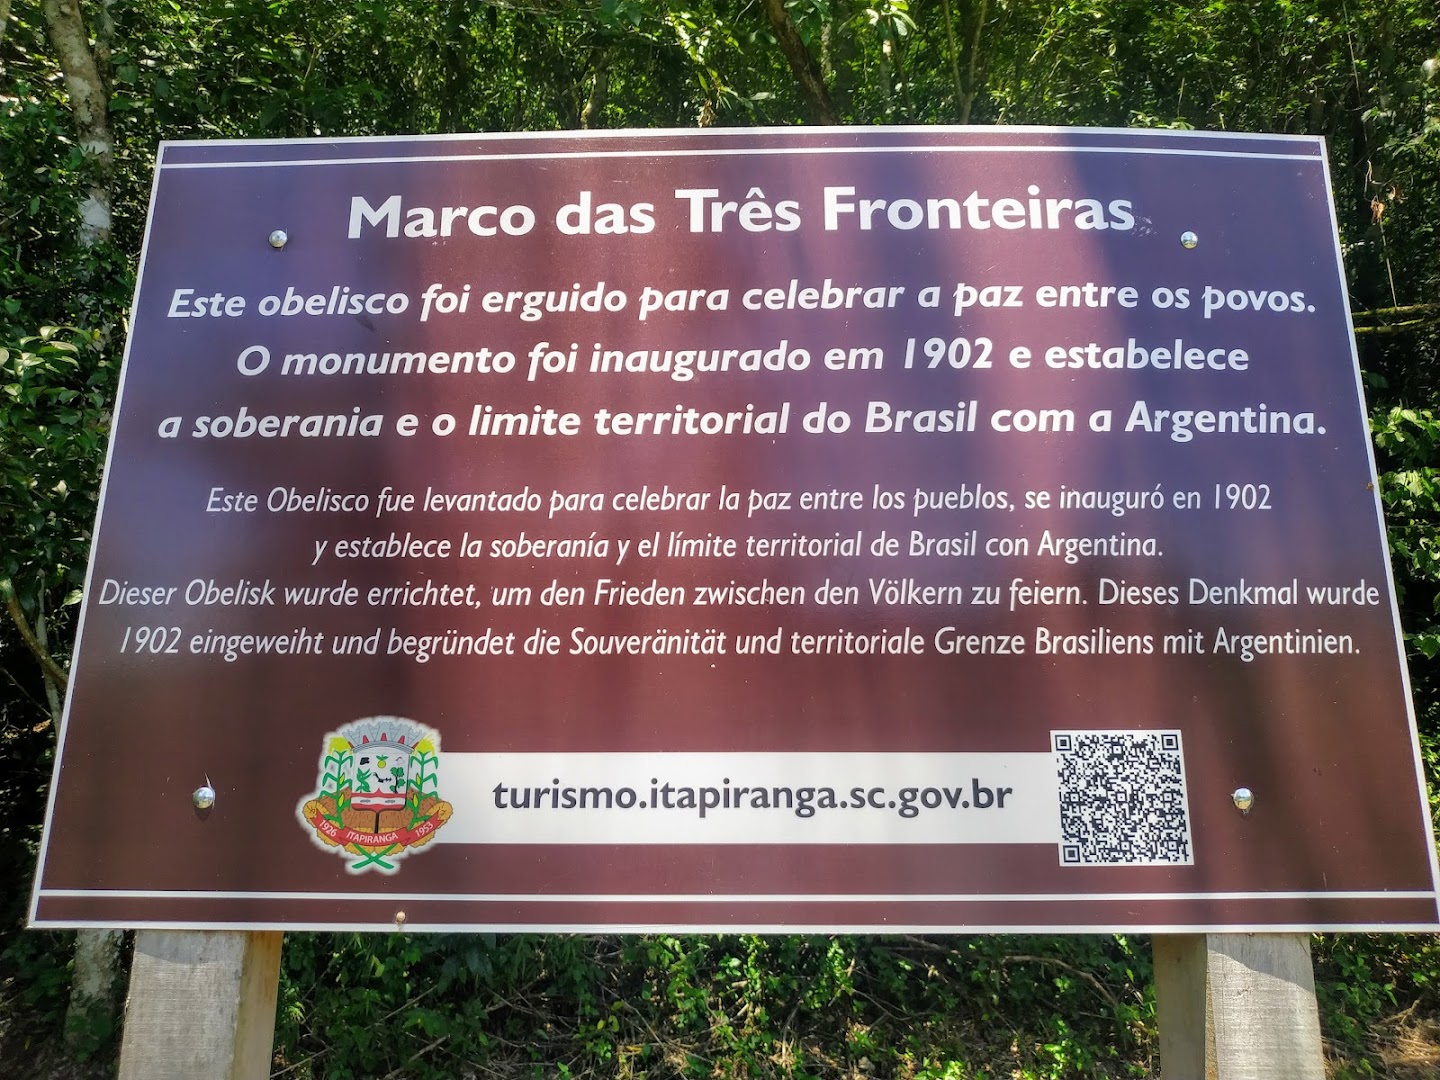 Marco das Três Fronteiras
Este obelisco foi erguido para celebrar a paz entre os povos.
O monumento foi inaugurado em 1902 e estabelece
a soberania e o limite territorial do Brasil com a Argentina.
Este Obelisco fue levantado para celebrar la paz entre los pueblos, se inauguró en 1902
y establece la soberanía y el límite territorial de Brasil con Argentina.
Dieser Obelisk wurde errichtet, um den Frieden zwischen den Völkern zu feiern. Dieses Denkmal wurde
1902 eingeweiht und begründet die Souveränität und territoriale Grenze Brasiliens mit Argentinien.
turismo.itapiranga.sc.gov.br
1926 ITAPIRANGA 1953